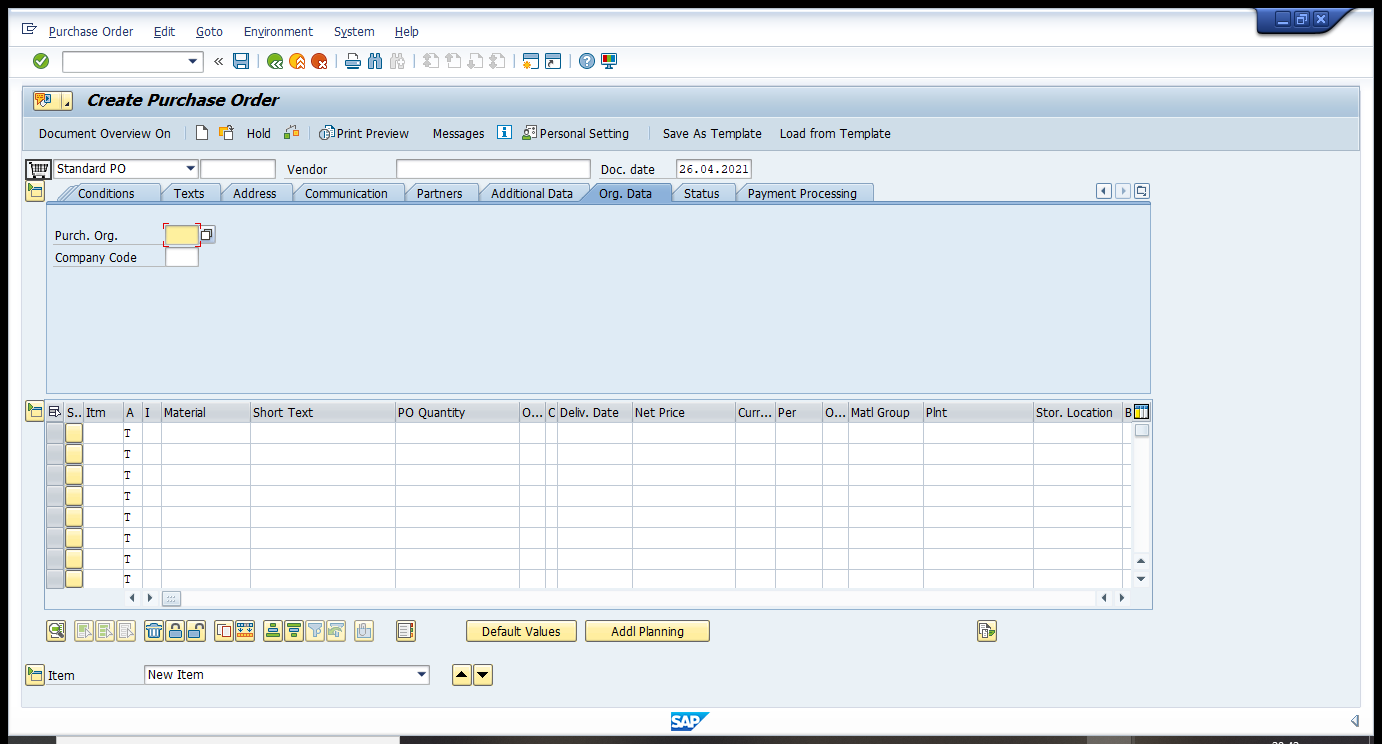 Purchase Order Edit Goto Environment System Help
Create Purchase Order
Document Overview On Hold Print Preview Messages Personal Setting Save As Template Load from Template
Standard PO Vendor Doc. date 26.04.2021
Conditions Texts Address Communication Partners Additional Data Org. Data Status Payment Processing
Purch. Org.
Company Code
S.. Itm A I Material Short Text PO Quantity O... C Deliv. Date Net Price Curr... Per O... Matl Group Plnt Stor. Location B
T
T
T
T
T
T
T
T
Default Values Addl Planning
Item New Item
SAP